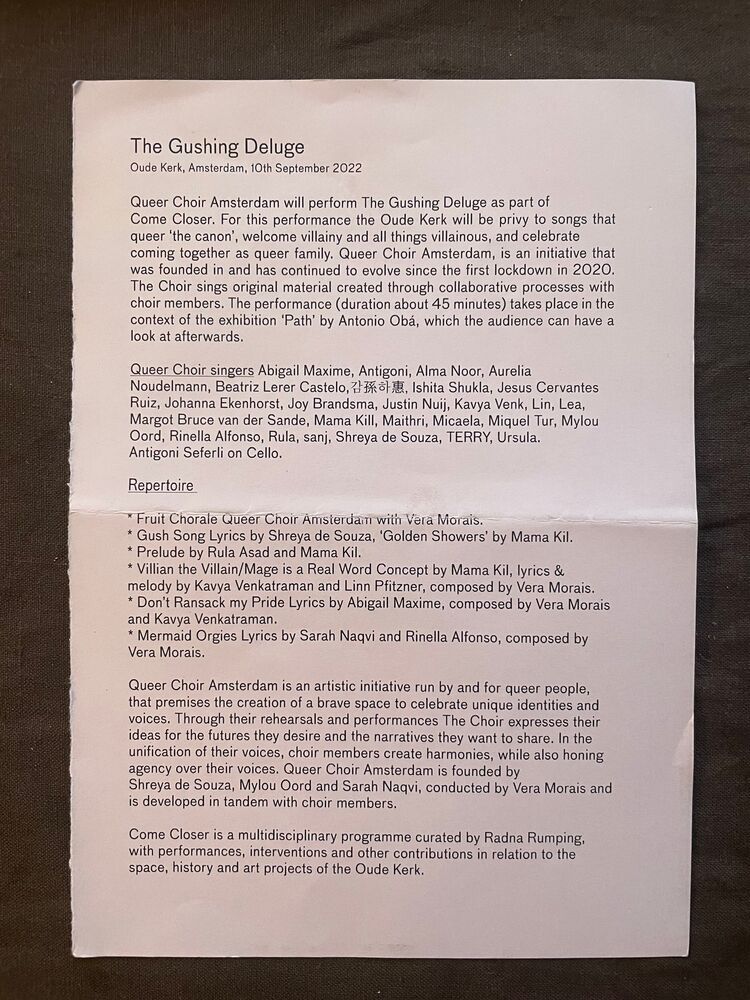 The Gushing Deluge
Oude Kerk, Amsterdam, 10th September 2022
Queer Choir Amsterdam will perform The Gushing Deluge as part of
Come Closer. For this performance the Oude Kerk will be privy to songs that
queer 'the canon', welcome villainy and all things villainous, and celebrate
coming together as queer family. Queer Choir Amsterdam, is an initiative that
was founded in and has continued to evolve since the first lockdown in 2020.
The Choir sings original material created through collaborative processes with
choir members. The performance (duration about 45 minutes) takes place in the
context of the exhibition 'Path' by Antonio Obá, which the audience can have a
look at afterwards.
Queer Choir singers Abigail Maxime, Antigoni, Alma Noor, Aurelia
Noudelmann, Beatriz Lerer Castelo,감孫하惠, Ishita Shukla, Jesus Cervantes
Ruiz, Johanna Ekenhorst, Joy Brandsma, Justin Nuij, Kavya Venk, Lin, Lea,
Margot Bruce van der Sande, Mama Kill, Maithri, Micaela, Miquel Tur, Mylou
Oord, Rinella Alfonso, Rula, sanj, Shreya de Souza, TERRY, Ursula.
Antigoni Seferli on Cello.
Repertoire
* Fruit Chorale Queer Choir Amsterdam with Vera Morais.
* Gush Song Lyrics by Shreya de Souza, 'Golden Showers' by Mama Kil.
* Prelude by Rula Asad and Mama Kil.
* Villian the Villain/Mage is a Real Word Concept by Mama Kil, lyrics &
melody by Kavya Venkatraman and Linn Pfitzner, composed by Vera Morais.
* Don't Ransack my Pride Lyrics by Abigail Maxime, composed by Vera Morais
and Kavya Venkatraman.
* Mermaid Orgies Lyrics by Sarah Naqvi and Rinella Alfonso, composed by
Vera Morais.
Queer Choir Amsterdam is an artistic initiative run by and for queer people,
that premises the creation of a brave space to celebrate unique identities and
voices. Through their rehearsals and performances The Choir expresses their
ideas for the futures they desire and the narratives they want to share. In the
unification of their voices, choir members create harmonies, while also honing
agency over their voices. Queer Choir Amsterdam is founded by
Shreya de Souza, Mylou Oord and Sarah Naqvi, conducted by Vera Morais and
is developed in tandem with choir members.
Come Closer is a multidisciplinary programme curated by Radna Rumping,
with performances, interventions and other contributions in relation to the
space, history and art projects of the Oude Kerk.